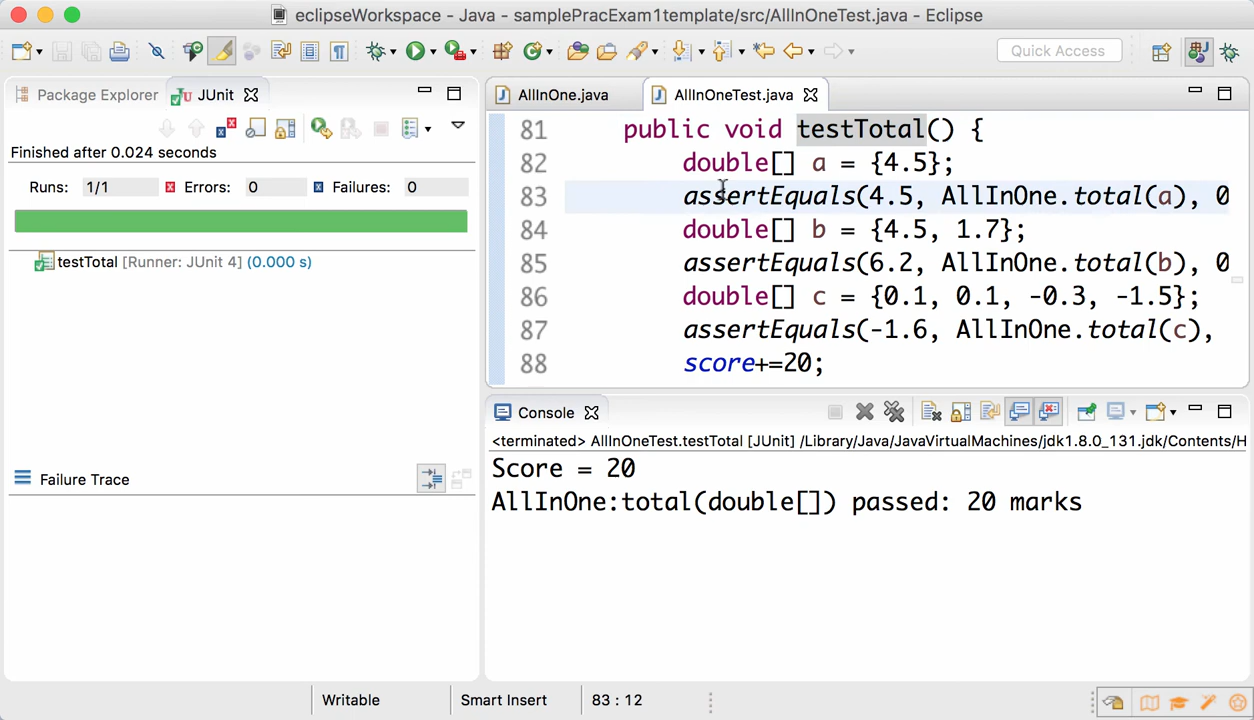 eclipseWorkspace - Java - samplePracExam1template/src/AllInOneTest.java - Eclipse
Quick Access
Package Explorer
JUnit
Finished after 0.024 seconds
Runs: 1/1
Errors: 0
Failures: 0
testTotal [Runner: JUnit 4] (0.000 s)
Failure Trace
AllInOne.java
AllInOneTest.java
81 public void testTotal() {
82 double[] a = {4.5};
83 assertEquals(4.5, AllInOne.total(a), 0
84 double[] b = {4.5, 1.7};
85 assertEquals(6.2, AllInOne.total(b), 0
86 double[] c = {0.1, 0.1, -0.3, -1.5};
87 assertEquals(-1.6, AllInOne.total(c),
88 score+=20;
Console
<terminated> AllInOneTest.testTotal [JUnit] /Library/Java/JavaVirtualMachines/jdk1.8.0_131.jdk/Contents/H
Score = 20
AllInOne:total(double[]) passed: 20 marks
Writable
Smart Insert
83 : 12